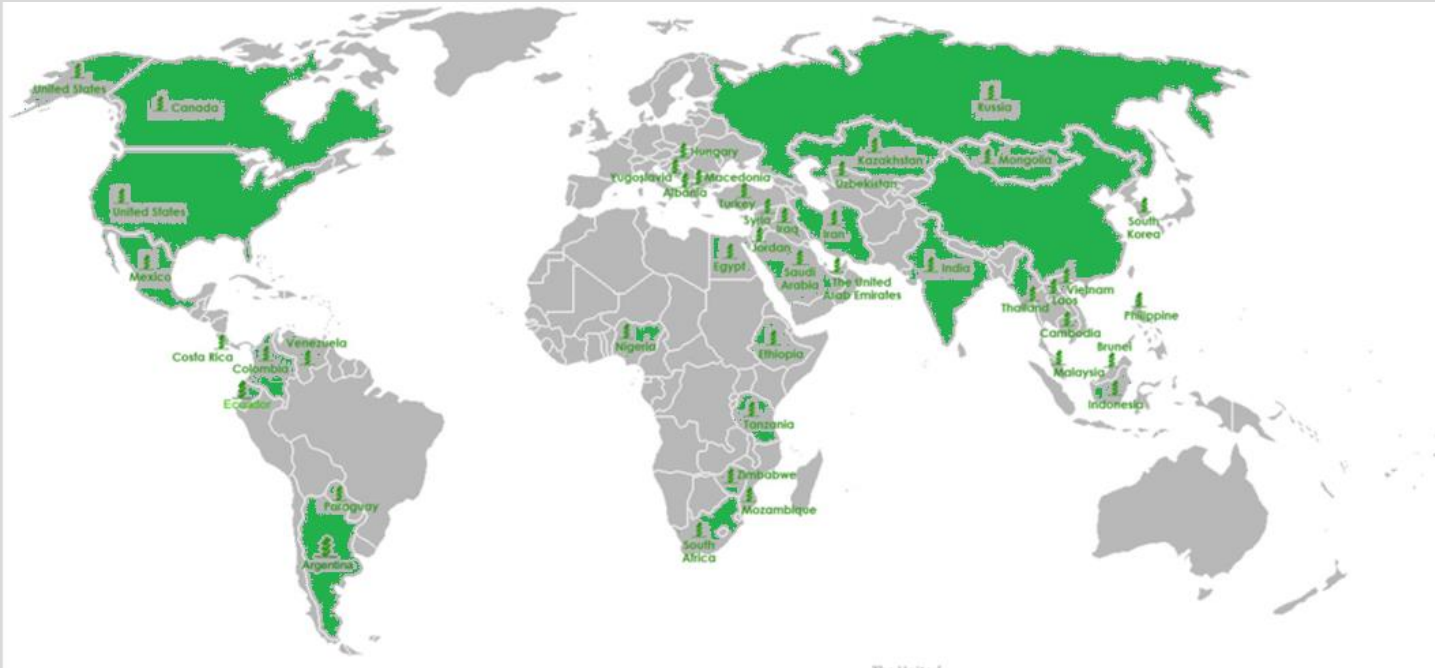 United States
Canada
Russia
Hungary
Kazakhstan
Mongolia
Yugoslavia
Macedonia
Uzbekistan
Albania
Turkey
United States
Syria
Iraq
Iran
South
Korea
Jordan
Mexico
Egypt
Saudi
Arabia
India
The United
Arab Emirates
Vietnam
Laos
Thailand
Philippine
Cambodia
Costa Rica
Venezuela
Colombia
Nigeria
Ethiopia
Brunei
Malaysia
Ecuador
Indonesia
Tanzania
Zimbabwe
Paraguay
Mozambique
South
Africa
Argentina